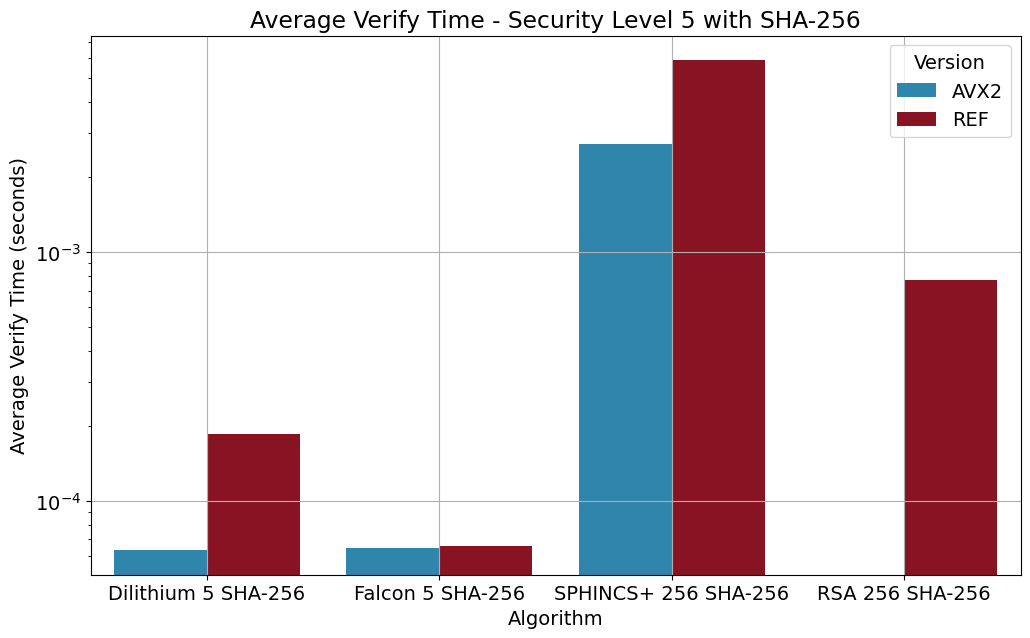 Average Verify Time - Security Level 5 with SHA-256
Version
AVX2
REF
Average Verify Time (seconds)
10⁻³
10⁻⁴
Dilithium 5 SHA-256
Falcon 5 SHA-256
SPHINCS+ 256 SHA-256
RSA 256 SHA-256
Algorithm